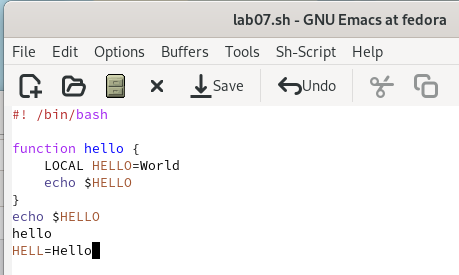 lab07.sh - GNU Emacs at fedora
File Edit Options Buffers Tools Sh-Script Help
Save Undo
#! /bin/bash
function hello {
    LOCAL HELLO=World
    echo $HELLO
}
echo $HELLO
hello
HELL=Hello